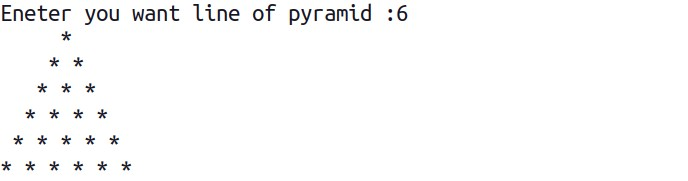 Eneter you want line of pyramid :6
     *
    * *
   * * *
  * * * *
 * * * * *
* * * * * *